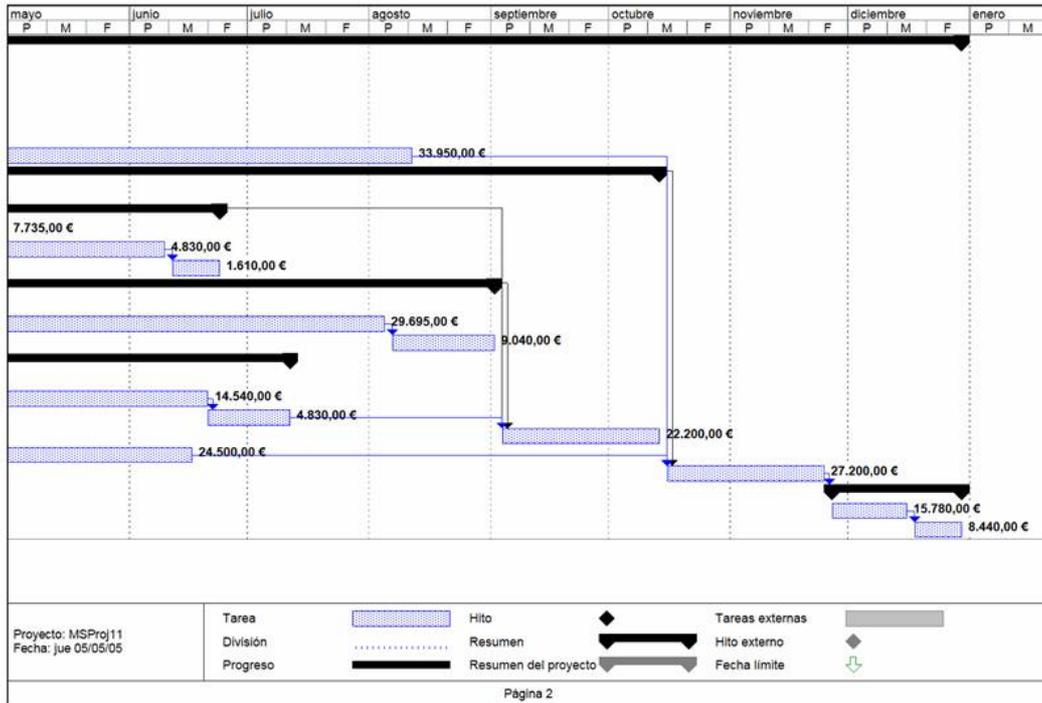 mayo junio julio agosto septiembre octubre noviembre diciembre enero
P M F P M F P M F P M F P M F P M F P M F P M F P M
33.950,00 €
7.735,00 €
4.830,00 €
1.610,00 €
29.695,00 €
9.040,00 €
14.540,00 €
4.830,00 €
22.200,00 €
24.500,00 €
27.200,00 €
15.780,00 €
8.440,00 €
Proyecto: MSProj11
Fecha: jue 05/05/05
Tarea Hito Tareas externas
División Resumen Hito externo
Progreso Resumen del proyecto Fecha límite
Página 2